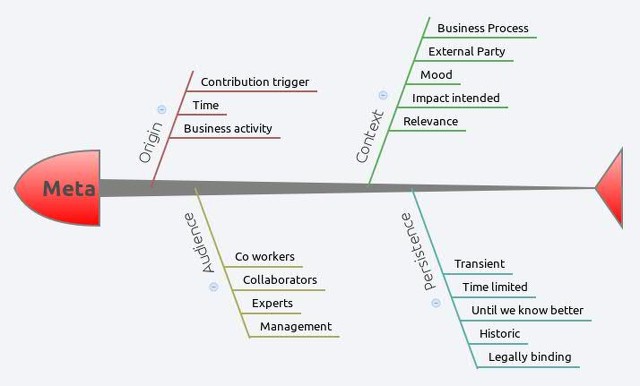 Meta
Origin
Contribution trigger
Time
Business activity
Context
Business Process
External Party
Mood
Impact intended
Relevance
Audience
Co workers
Collaborators
Experts
Management
Persistence
Transient
Time limited
Until we know better
Historic
Legally binding